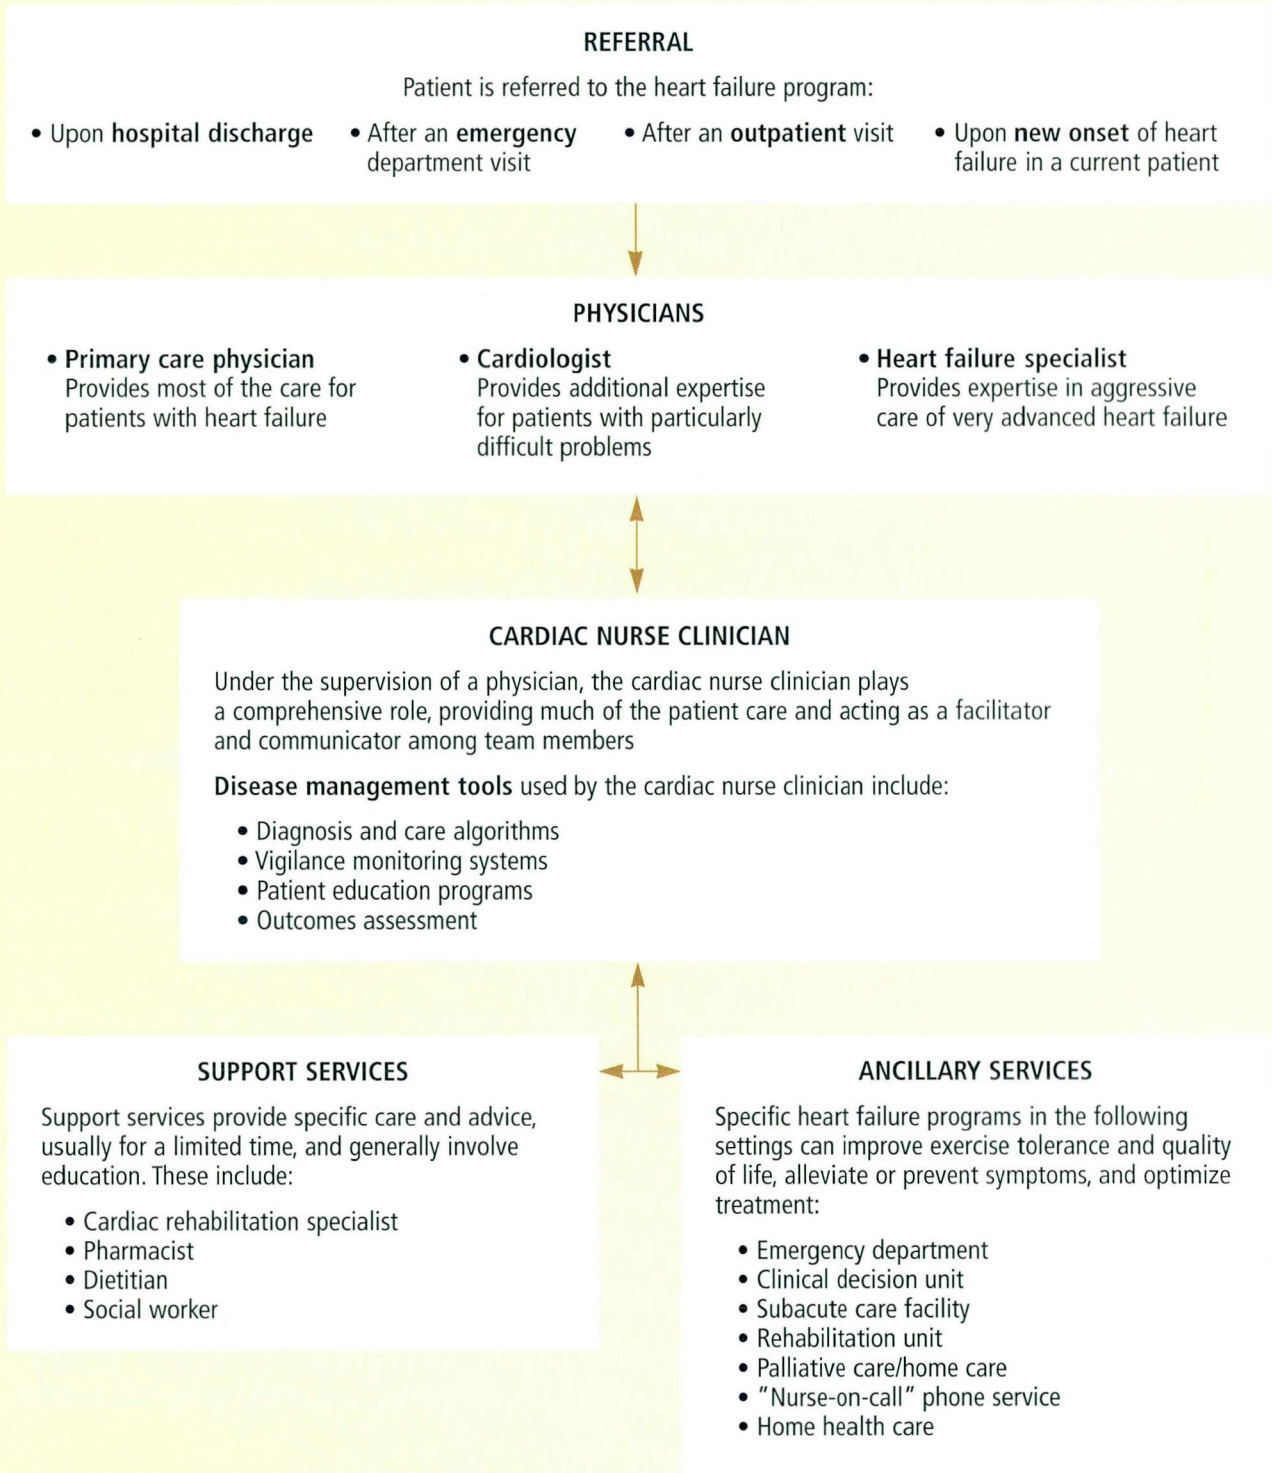 REFERRAL
Patient is referred to the heart failure program:
• Upon hospital discharge
• After an emergency
department visit
• After an outpatient visit
• Upon new onset of heart
failure in a current patient
PHYSICIANS
• Primary care physician
Provides most of the care for
patients with heart failure
• Cardiologist
Provides additional expertise
for patients with particularly
difficult problems
• Heart failure specialist
Provides expertise in aggressive
care of very advanced heart failure
CARDIAC NURSE CLINICIAN
Under the supervision of a physician, the cardiac nurse clinician plays
a comprehensive role, providing much of the patient care and acting as a facilitator
and communicator among team members
Disease management tools used by the cardiac nurse clinician include:
• Diagnosis and care algorithms
• Vigilance monitoring systems
• Patient education programs
• Outcomes assessment
SUPPORT SERVICES
Support services provide specific care and advice,
usually for a limited time, and generally involve
education. These include:
• Cardiac rehabilitation specialist
• Pharmacist
• Dietitian
• Social worker
ANCILLARY SERVICES
Specific heart failure programs in the following
settings can improve exercise tolerance and quality
of life, alleviate or prevent symptoms, and optimize
treatment:
• Emergency department
• Clinical decision unit
• Subacute care facility
• Rehabilitation unit
• Palliative care/home care
• "Nurse-on-call" phone service
• Home health care